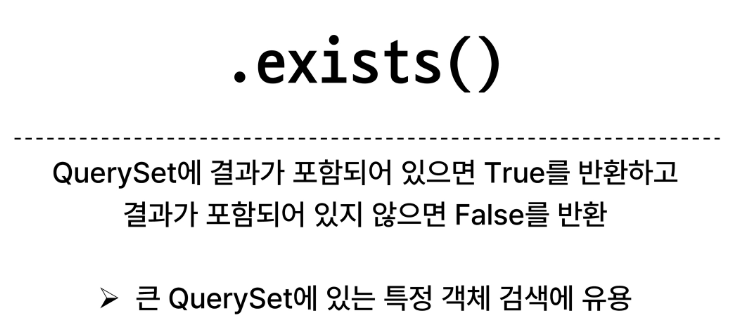 .exists()
QuerySet에 결과가 포함되어 있으면 True를 반환하고
결과가 포함되어 있지 않으면 False를 반환
➢ 큰 QuerySet에 있는 특정 객체 검색에 유용